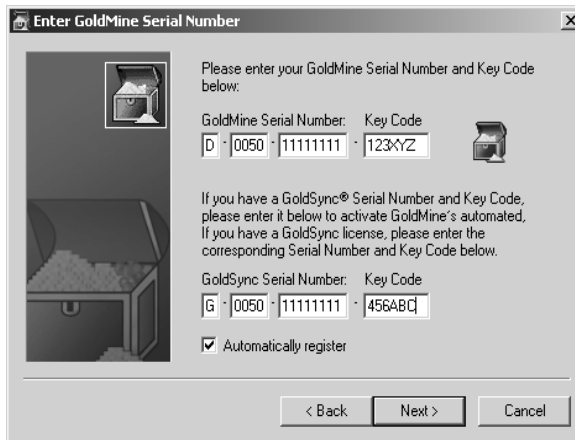 Enter GoldMine Serial Number
Please enter your GoldMine Serial Number and Key Code
below:
GoldMine Serial Number: Key Code
D - 0050 - 11111111 - 123XYZ
If you have a GoldSync® Serial Number and Key Code,
please enter it below to activate GoldMine's automated,
If you have a GoldSync license, please enter the
corresponding Serial Number and Key Code below.
GoldSync Serial Number: Key Code
G - 0050 - 11111111 - 456ABC
Automatically register
< Back Next > Cancel